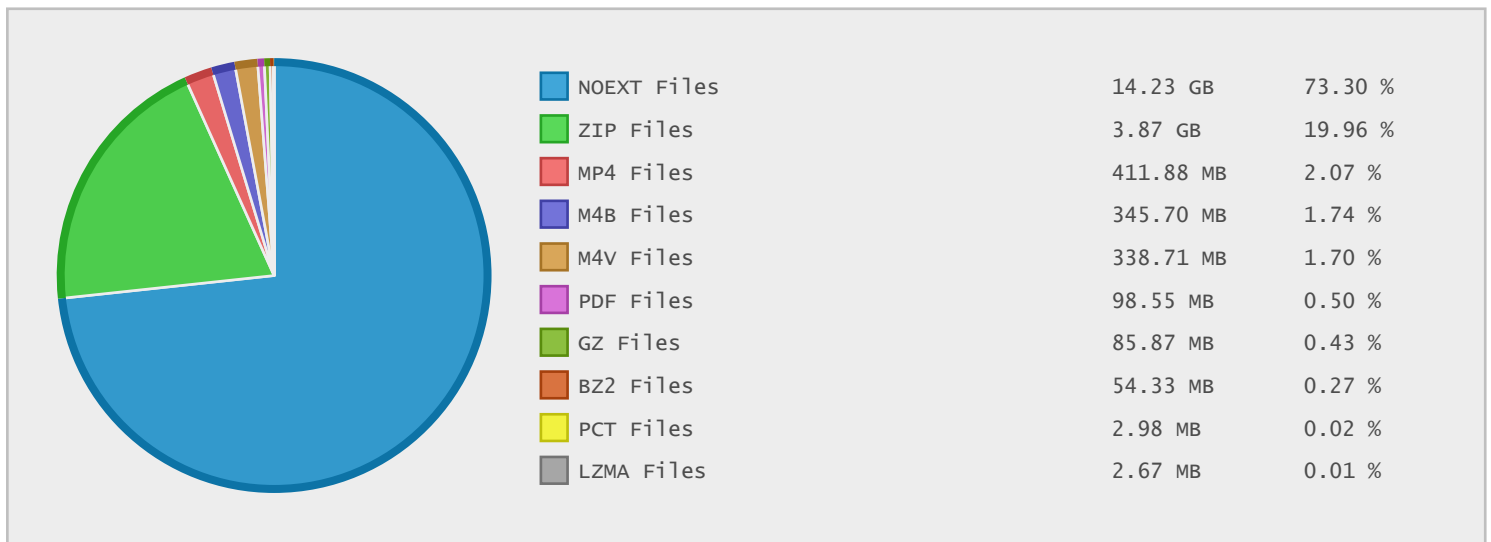 NOEXT Files 14.23 GB 73.30 %
ZIP Files 3.87 GB 19.96 %
MP4 Files 411.88 MB 2.07 %
M4B Files 345.70 MB 1.74 %
M4V Files 338.71 MB 1.70 %
PDF Files 98.55 MB 0.50 %
GZ Files 85.87 MB 0.43 %
BZ2 Files 54.33 MB 0.27 %
PCT Files 2.98 MB 0.02 %
LZMA Files 2.67 MB 0.01 %